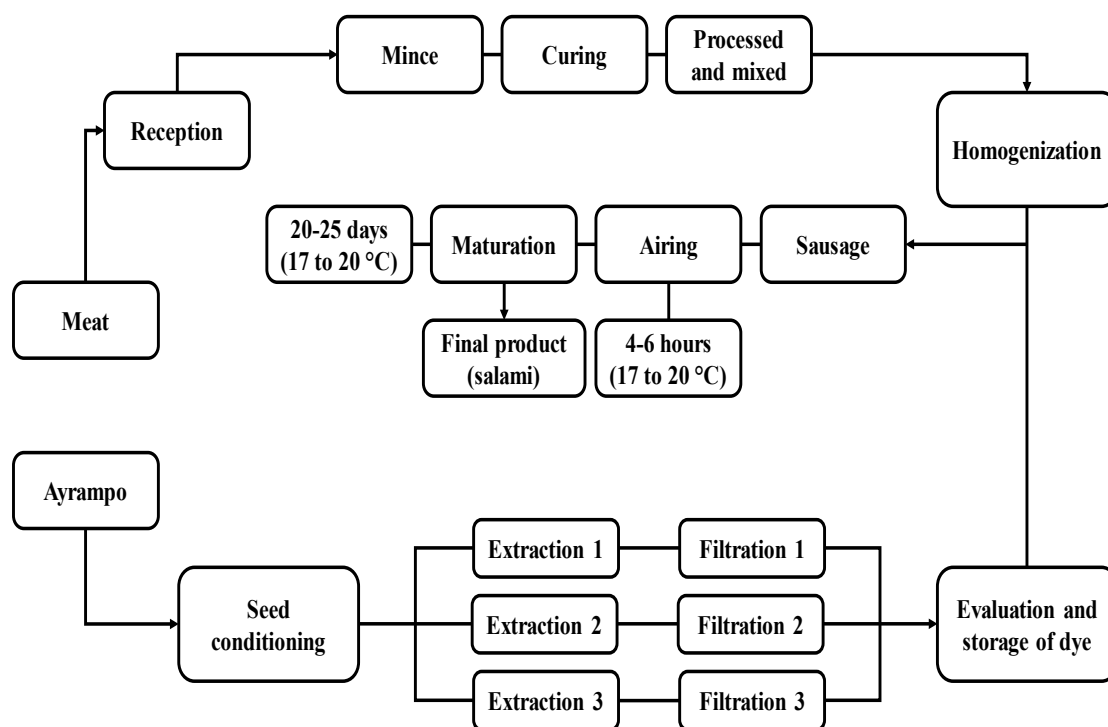 Mince
Curing
Processed
and mixed
Reception
Homogenization
20-25 days
(17 to 20 °C)
Maturation
Airing
Sausage
Meat
Final product
(salami)
4-6 hours
(17 to 20 °C)
Ayrampo
Seed
conditioning
Extraction 1
Filtration 1
Extraction 2
Filtration 2
Extraction 3
Filtration 3
Evaluation and
storage of dye